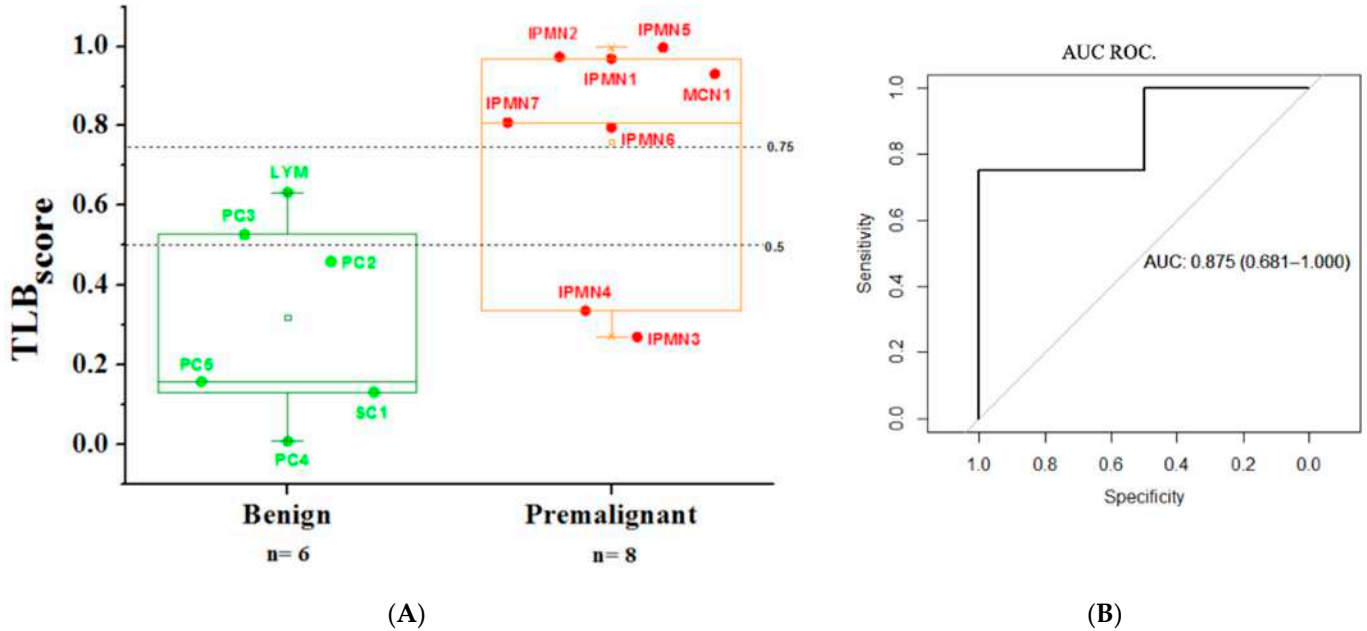 TLB score
1.0
0.8
0.6
0.4
0.2
0.0
IPMN2
IPMN5
IPMN1
MCN1
IPMN7
IPMN6
0.75
LYM
PC3
0.5
PC2
IPMN4
IPMN3
PC5
SC1
PC4
Benign
Premalignant
n= 6
n= 8
(A)
AUC ROC.
Sensitivity
1.0
0.8
0.6
0.4
0.2
0.0
AUC: 0.875 (0.681–1.000)
1.0 0.8 0.6 0.4 0.2 0.0
Specificity
(B)